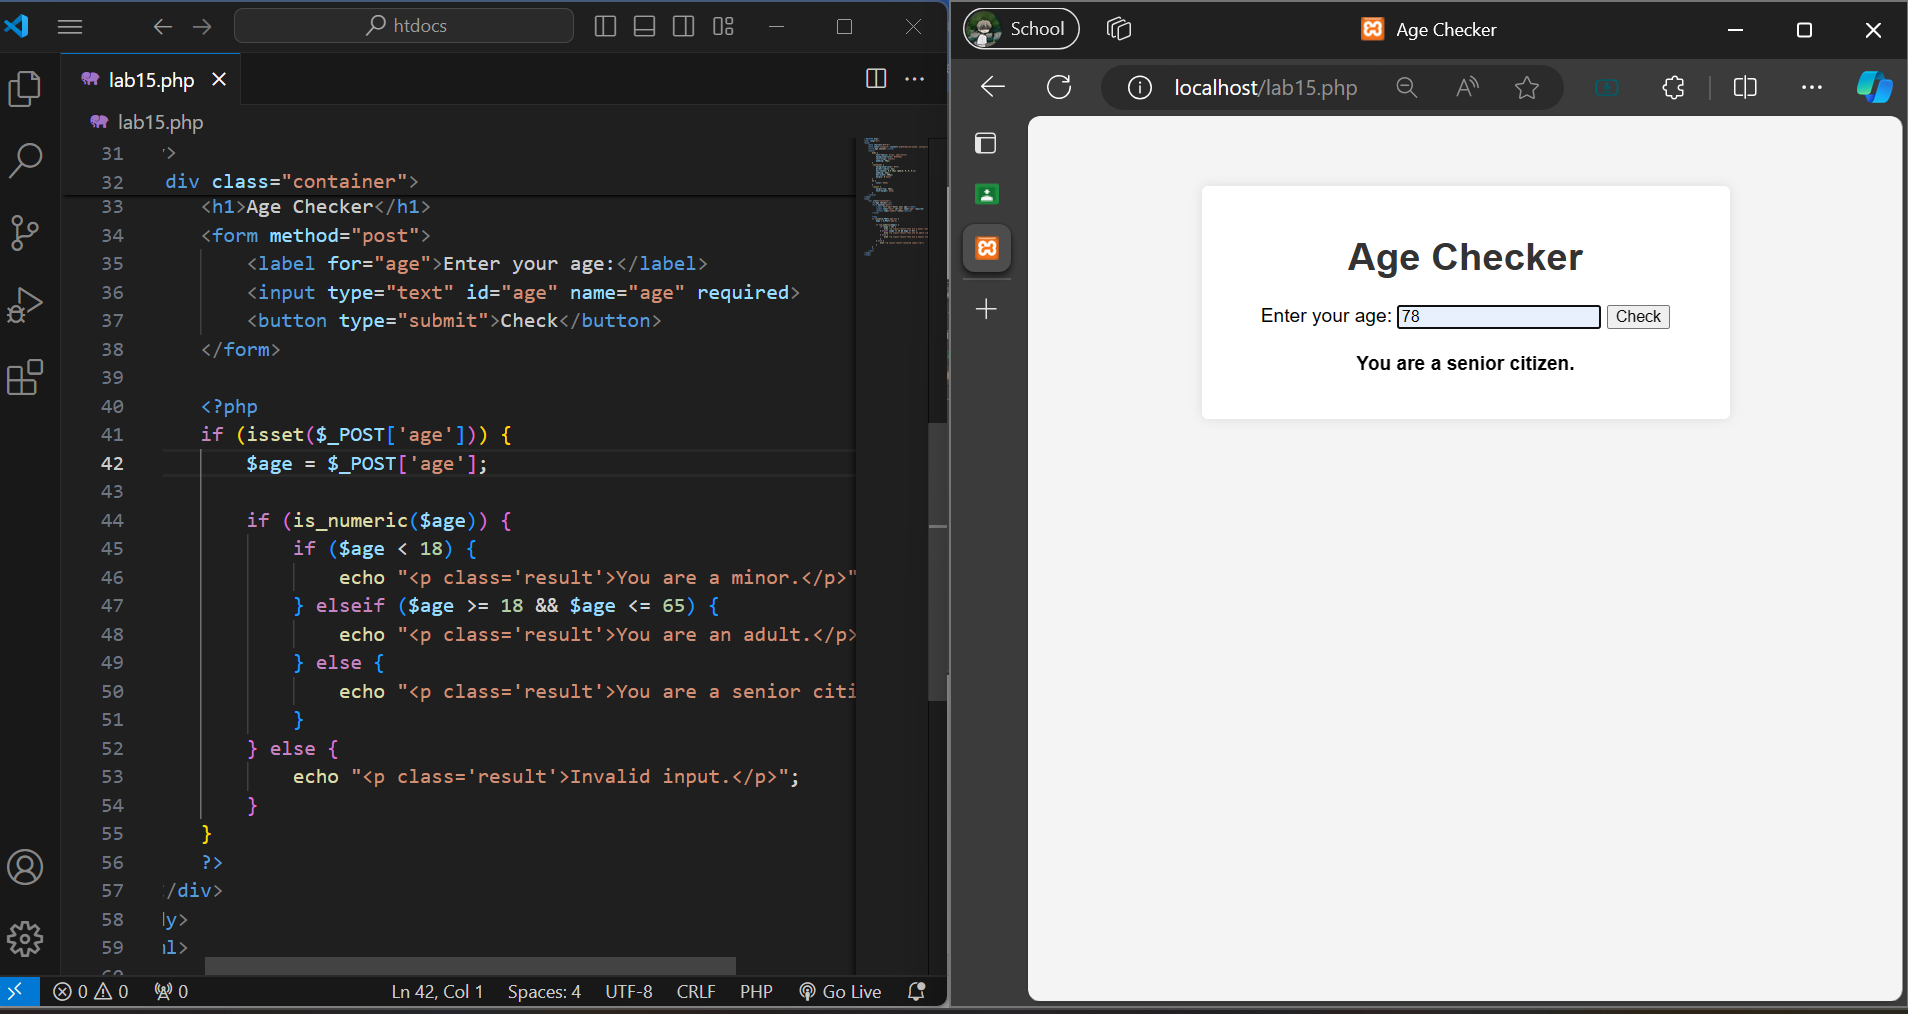 htdocs
lab15.php
lab15.php
31 >
32 div class="container">
33 <h1>Age Checker</h1>
34 <form method="post">
35 <label for="age">Enter your age:</label>
36 <input type="text" id="age" name="age" required>
37 <button type="submit">Check</button>
38 </form>
39
40 <?php
41 if (isset($_POST['age'])) {
42 $age = $_POST['age'];
43
44 if (is_numeric($age)) {
45 if ($age < 18) {
46 echo "<p class='result'>You are a minor.</p>"
47 } elseif ($age >= 18 && $age <= 65) {
48 echo "<p class='result'>You are an adult.</p>
49 } else {
50 echo "<p class='result'>You are a senior citi
51 }
52 } else {
53 echo "<p class='result'>Invalid input.</p>";
54 }
55 }
56 ?>
57 /div>
58 y>
59 l>
0 0 0 Ln 42, Col 1 Spaces: 4 UTF-8 CRLF PHP Go Live
School
Age Checker
localhost/lab15.php
Age Checker
Enter your age: 78 Check
You are a senior citizen.